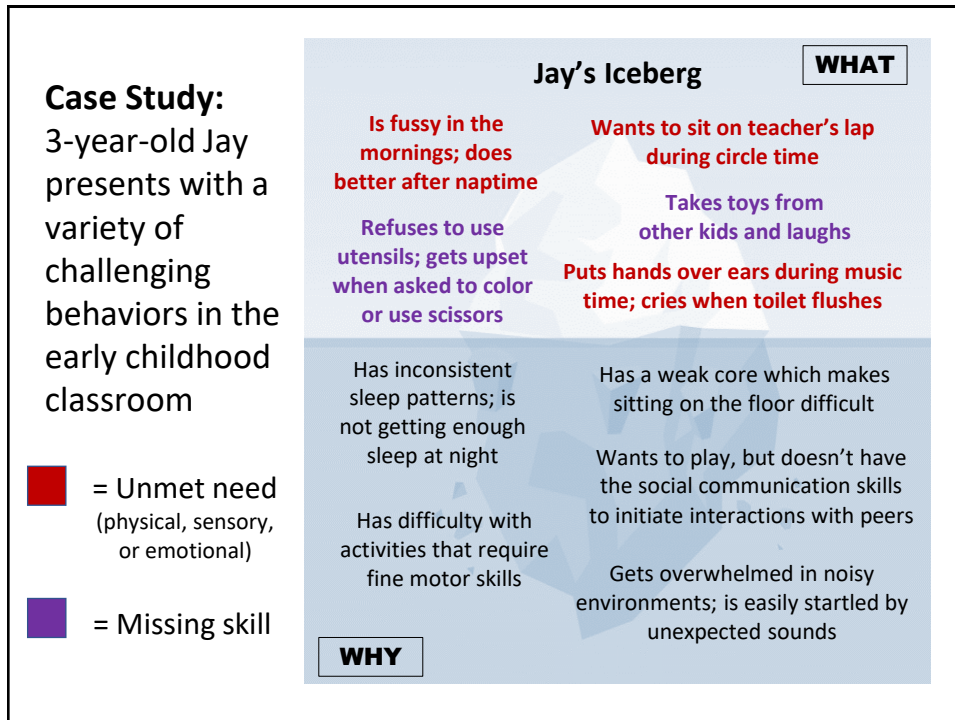 Case Study:
3-year-old Jay
presents with a
variety of
challenging
behaviors in the
early childhood
classroom
= Unmet need
(physical, sensory,
or emotional)
= Missing skill
Jay's Iceberg
WHAT
Is fussy in the
mornings; does
better after naptime
Wants to sit on teacher's lap
during circle time
Refuses to use
utensils; gets upset
when asked to color
or use scissors
Takes toys from
other kids and laughs
Puts hands over ears during music
time; cries when toilet flushes
Has inconsistent
sleep patterns; is
not getting enough
sleep at night
Has a weak core which makes
sitting on the floor difficult
Has difficulty with
activities that require
fine motor skills
Wants to play, but doesn't have
the social communication skills
to initiate interactions with peers
Gets overwhelmed in noisy
environments; is easily startled by
unexpected sounds
WHY